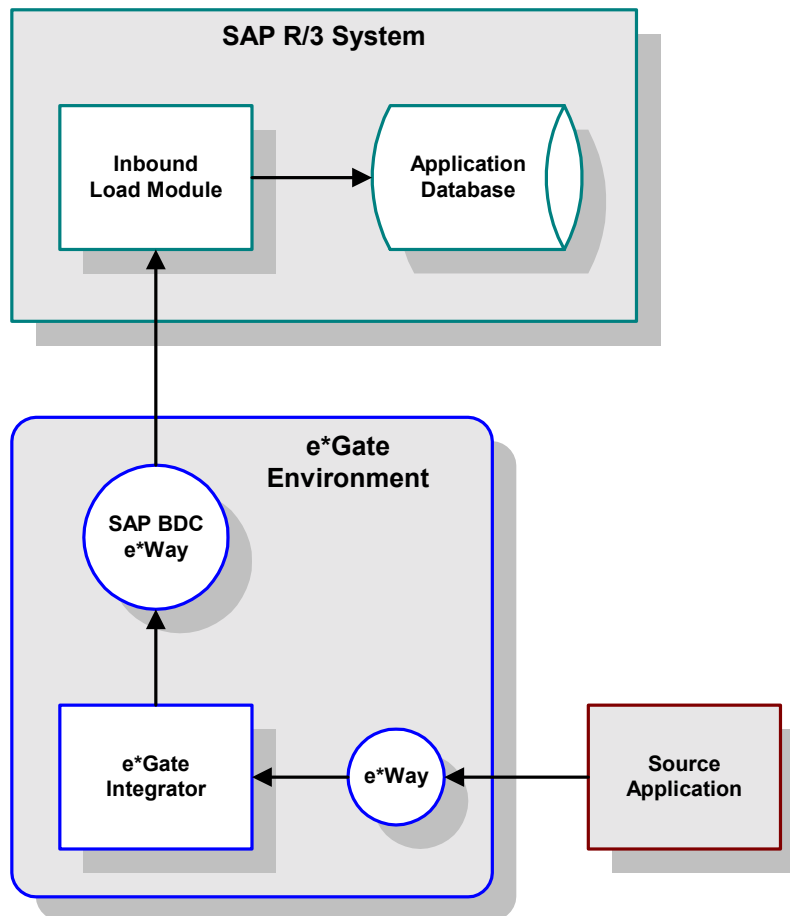 SAP R/3 System
Inbound
Load Module
Application
Database
e*Gate
Environment
SAP BDC
e*Way
e*Gate
Integrator
e*Way
Source
Application